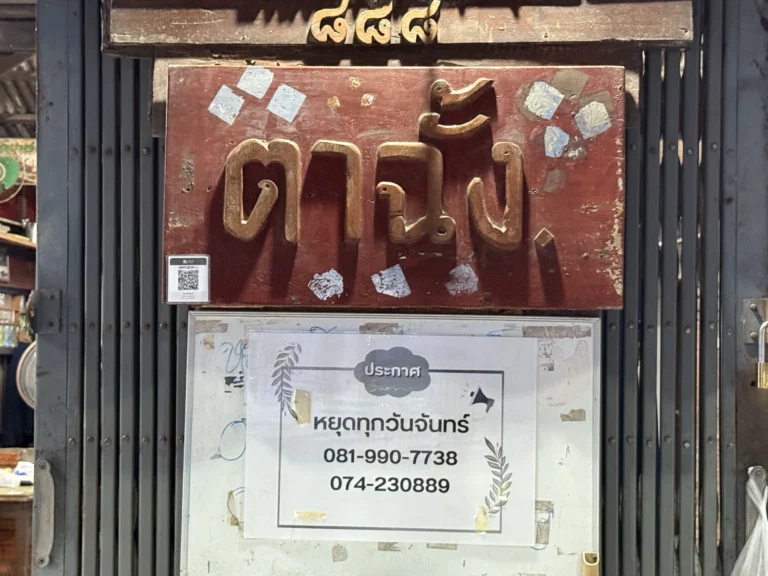 ๘๘๘
ตาฉั้ง.
ประกาศ
หยุดทุกวันจันทร์
081-990-7738
074-230889